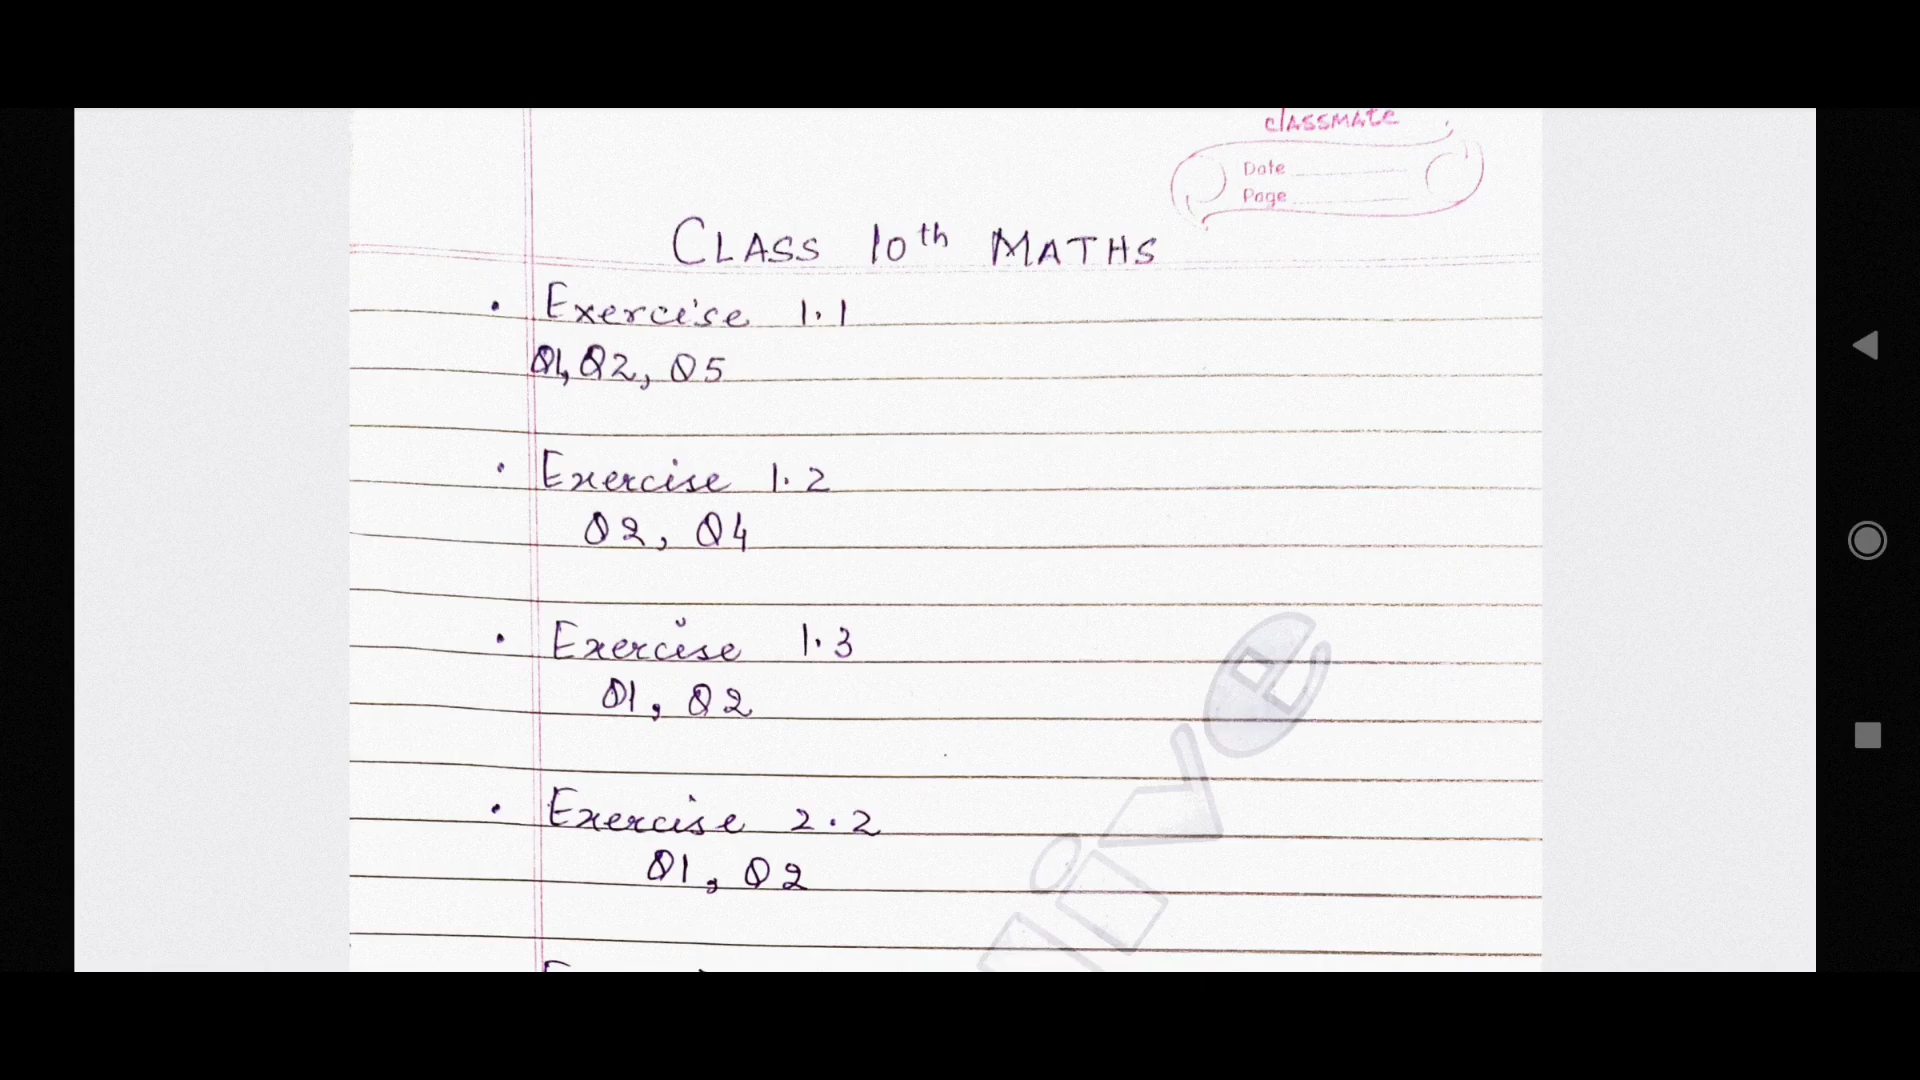 classmate
Date
Page
CLASS 10th MATHS
• Exercise 1.1
Q1, Q2, Q5
• Exercise 1.2
Q2, Q4
• Exercise 1.3
Q1, Q2
• Exercise 2.2
Q1, Q2